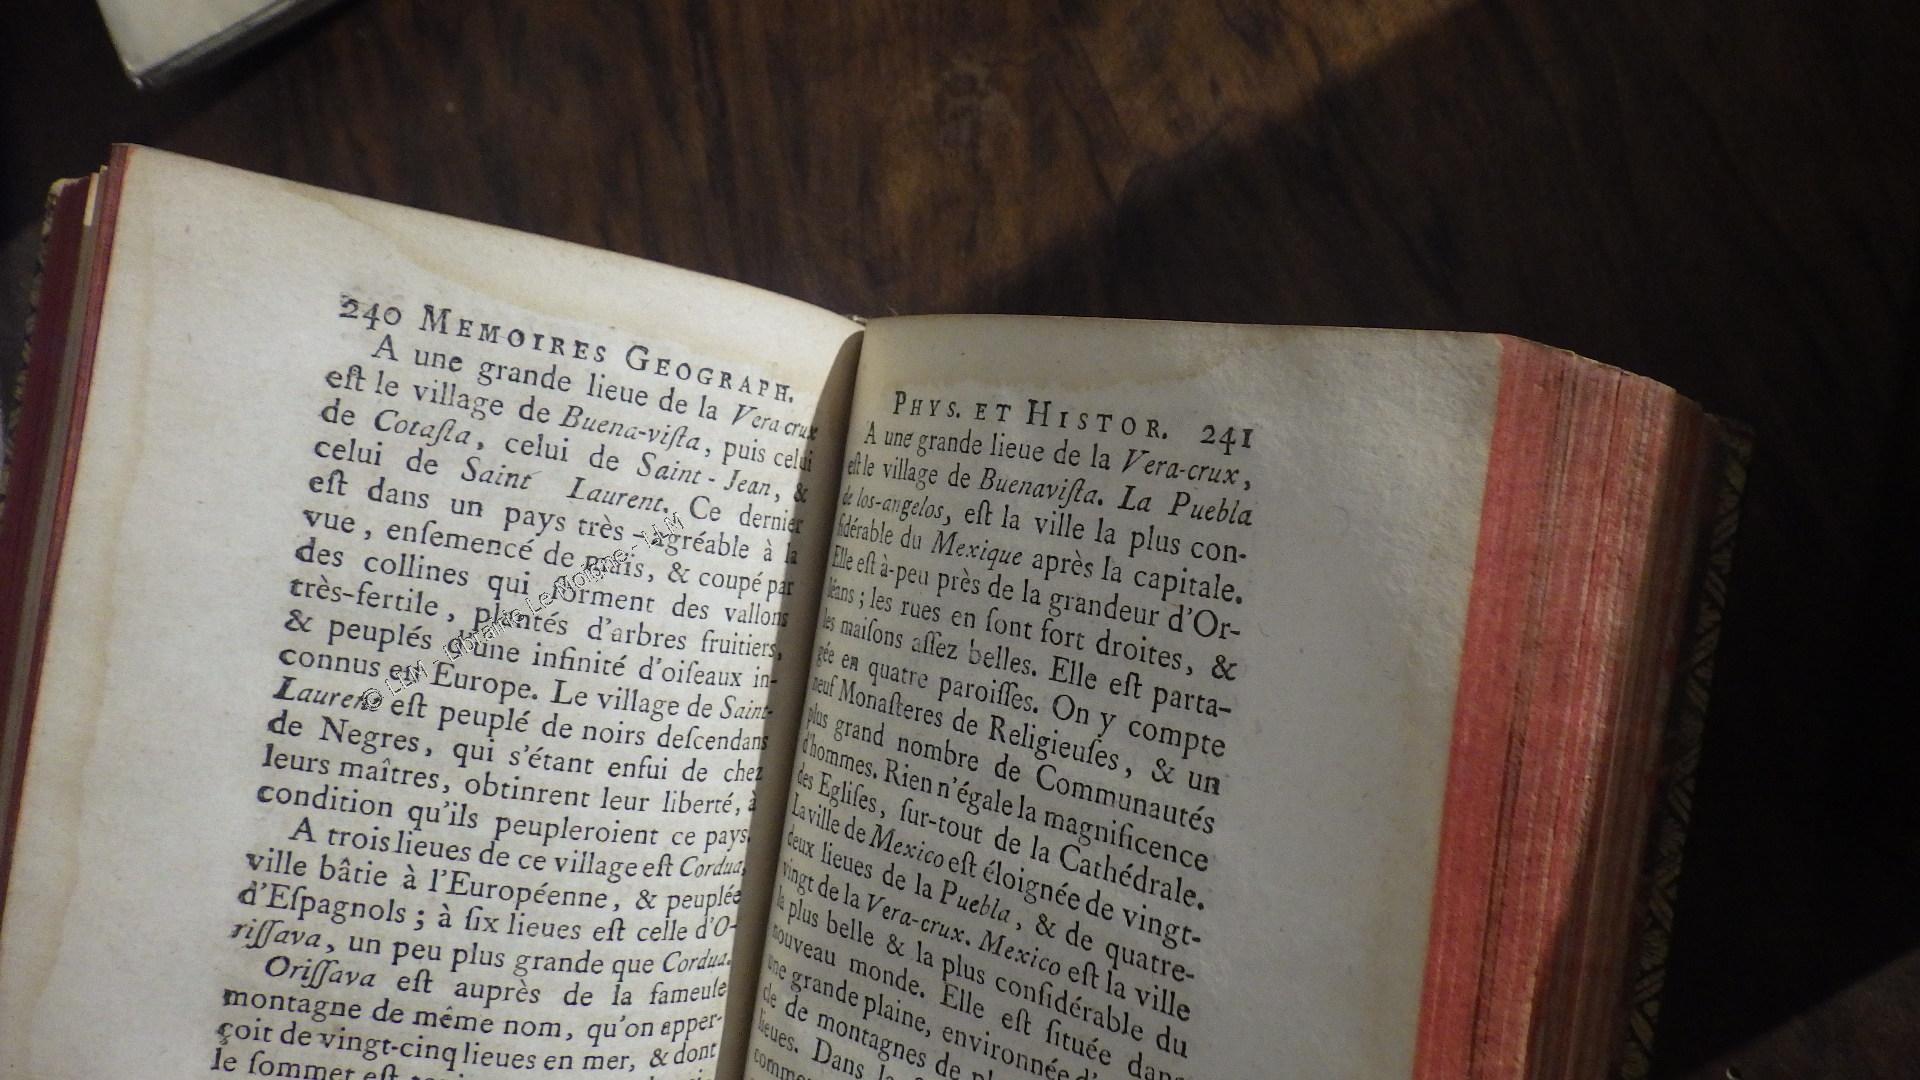 240 MEMOIRES GEOGRAPH.
A une grande lieue de la Vera-crux
eſt le village de Buena-viſta, puis celui
de Cotaſta, celui de Saint-Jean, &
celui de Saint Laurent. Ce dernier
eſt dans un pays très-agréable à la
vue, enſemencé de maïs, & coupé par
des collines qui forment des vallons
très-fertile, plantés d'arbres fruitiers,
& peuplés d'une infinité d'oiſeaux in-
connus en Europe. Le village de Saint-
Laurent eſt peuplé de noirs deſcendans
de Negres, qui s'étant enfui de chez
leurs maîtres, obtinrent leur liberté, à
condition qu'ils peupleroient ce pays.
A trois lieues de ce village eſt Cordua,
ville bâtie à l'Européenne, & peuplée
d'Eſpagnols; à ſix lieues eſt celle d'O-
riſſava, un peu plus grande que Cordua.
Oriſſava eſt auprès de la fameuſe
montagne de même nom, qu'on apper-
çoit de vingt-cinq lieues en mer, & dont
le ſommet eſt
PHYS. ET HISTOR. 241
A une grande lieue de la Vera-crux,
eſt le village de Buenaviſta. La Puebla
de los-angelos, eſt la ville la plus con-
ſidérable du Mexique après la capitale.
Elle eſt à-peu près de la grandeur d'Or-
léans; les rues en ſont fort droites, &
les maiſons aſſez belles. Elle eſt parta-
gée en quatre paroiſſes. On y compte
neuf Monaſteres de Religieuſes, & un
plus grand nombre de Communautés
d'hommes. Rien n'égale la magnificence
des Egliſes, ſur-tout de la Cathédrale.
La ville de Mexico eſt éloignée de vingt-
deux lieues de la Puebla, & de quatre-
vingt de la Vera-crux. Mexico eſt la ville
la plus belle & la plus conſidérable du
nouveau monde. Elle eſt ſituée dans
une grande plaine, environnée d'
cle de montagnes de
lieues. Dans la
© LLM - Librairie Le Moine - LLM